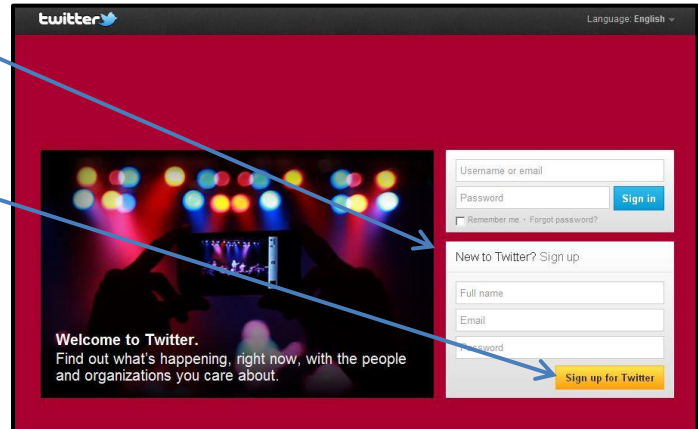 twitter
Language: English
Username or email
Password
Sign in
Remember me · Forgot password?
New to Twitter? Sign up
Full name
Email
Password
Sign up for Twitter
Welcome to Twitter.
Find out what's happening, right now, with the people
and organizations you care about.